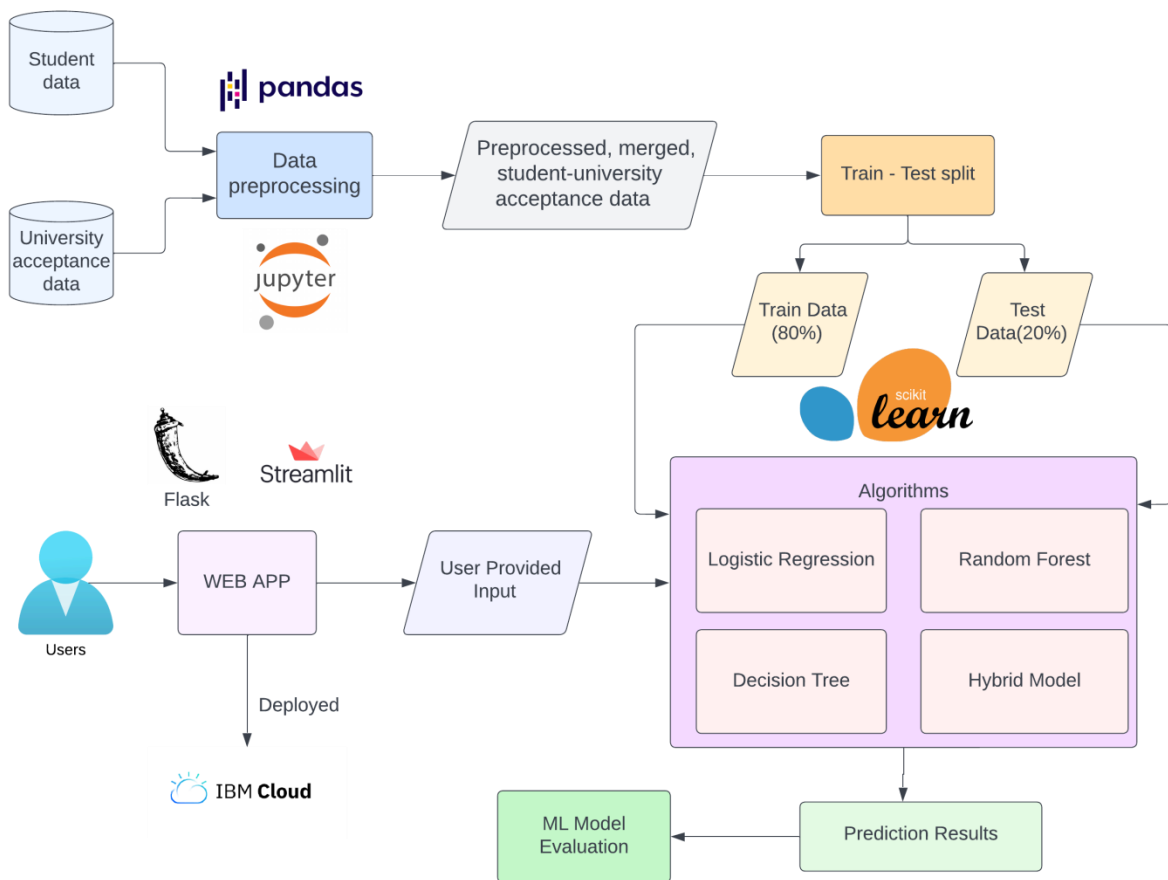 Student
data
pandas
Data
preprocessing
Preprocessed, merged,
student-university
acceptance data
Train - Test split
University
acceptance
data
jupyter
Train Data
(80%)
Test
Data(20%)
scikit
learn
Flask
Streamlit
Algorithms
Logistic Regression
Random Forest
Users
WEB APP
User Provided
Input
Decision Tree
Hybrid Model
Deployed
IBM Cloud
ML Model
Evaluation
Prediction Results